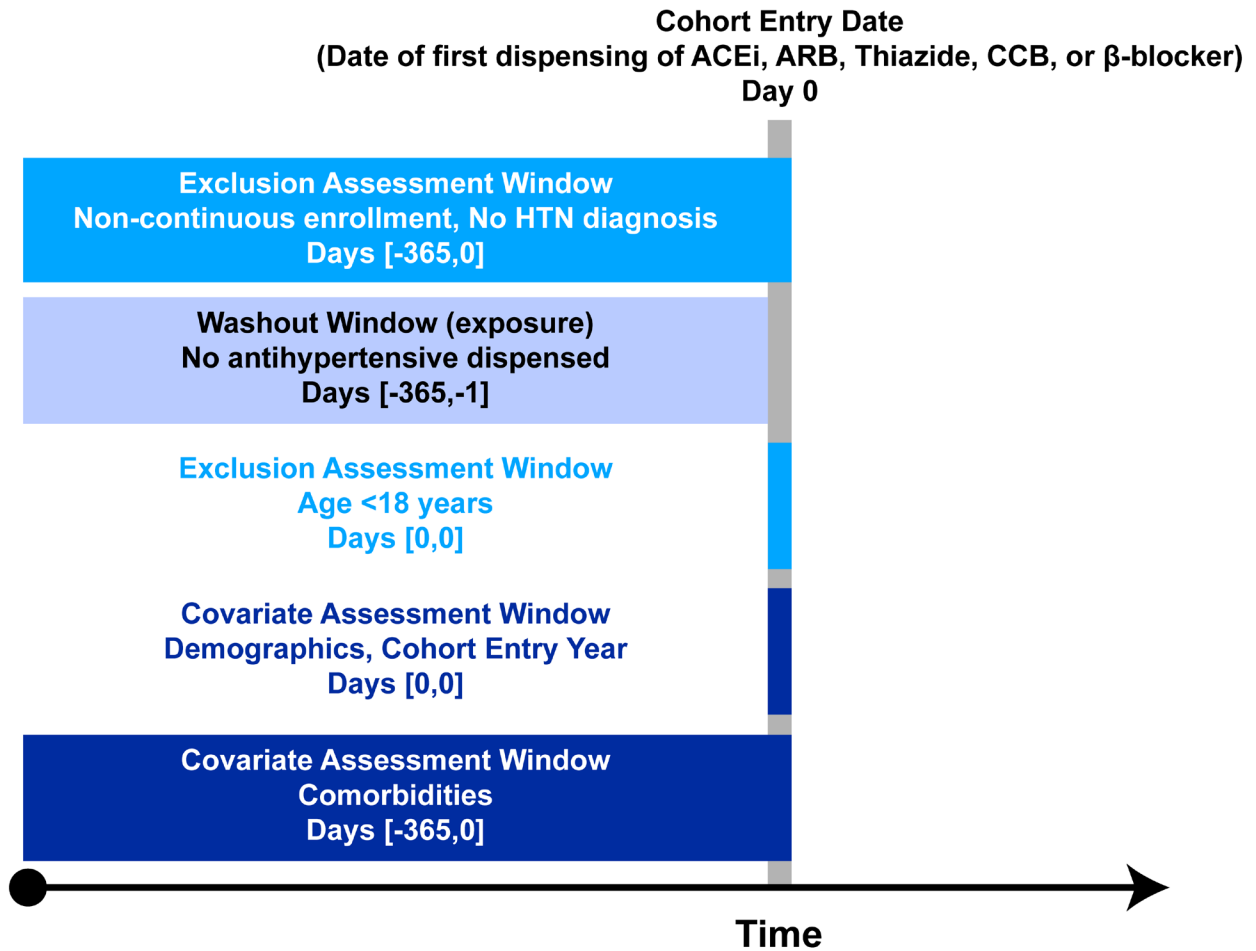 Cohort Entry Date
(Date of first dispensing of ACEi, ARB, Thiazide, CCB, or β-blocker)
Day 0
Exclusion Assessment Window
Non-continuous enrollment, No HTN diagnosis
Days [-365,0]
Washout Window (exposure)
No antihypertensive dispensed
Days [-365,-1]
Exclusion Assessment Window
Age <18 years
Days [0,0]
Covariate Assessment Window
Demographics, Cohort Entry Year
Days [0,0]
Covariate Assessment Window
Comorbidities
Days [-365,0]
Time